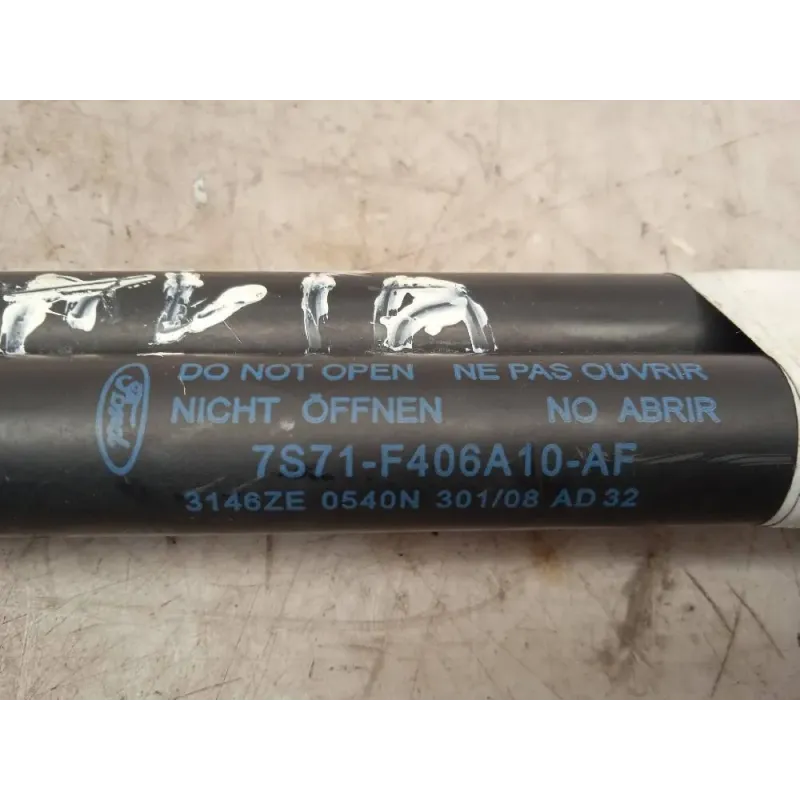 DO NOT OPEN NE PAS OUVRIR
NICHT ÖFFNEN NO ABRIR
Ford
7S71-F406A10-AF
3146ZE 0540N 301/08 AD 32